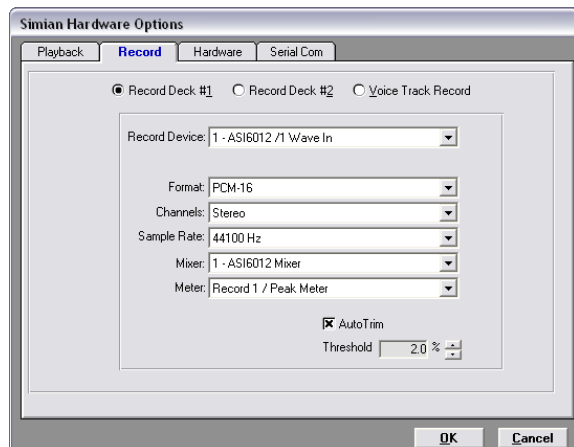 Simian Hardware Options
Playback Record Hardware Serial Com
Record Deck #1 Record Deck #2 Voice Track Record
Record Device: 1 - ASI6012 /1 Wave In
Format: PCM-16
Channels: Stereo
Sample Rate: 44100 Hz
Mixer: 1 - ASI6012 Mixer
Meter: Record 1 / Peak Meter
AutoTrim
Threshold 2.0 %
OK Cancel